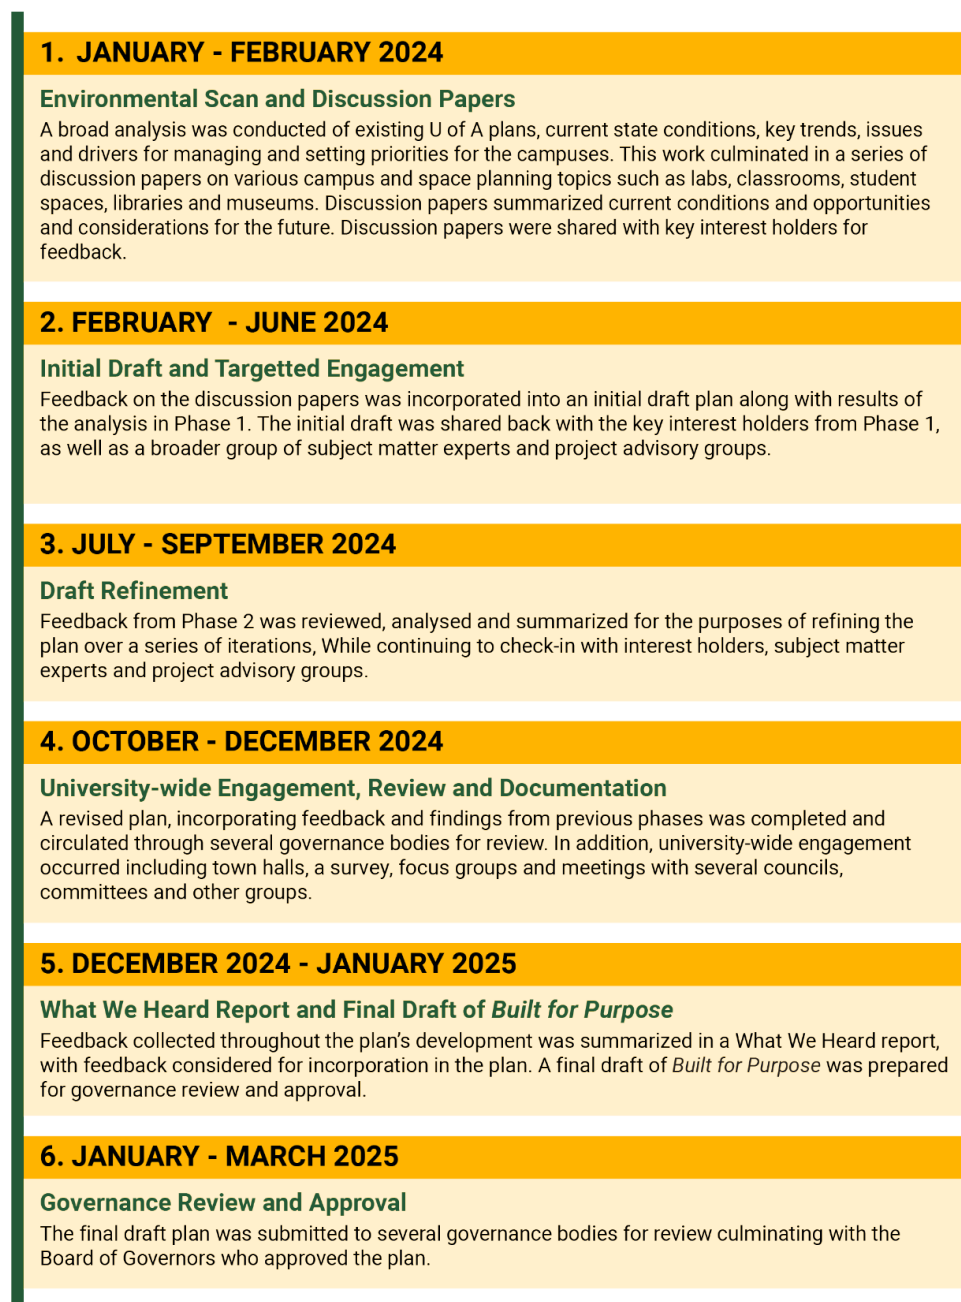 1.  JANUARY - FEBRUARY 2024
Environmental Scan and Discussion Papers
A broad analysis was conducted of existing U of A plans, current state conditions, key trends, issues
and drivers for managing and setting priorities for the campuses. This work culminated in a series of
discussion papers on various campus and space planning topics such as labs, classrooms, student
spaces, libraries and museums. Discussion papers summarized current conditions and opportunities
and considerations for the future. Discussion papers were shared with key interest holders for
feedback.
2. FEBRUARY  - JUNE 2024
Initial Draft and Targetted Engagement
Feedback on the discussion papers was incorporated into an initial draft plan along with results of
the analysis in Phase 1. The initial draft was shared back with the key interest holders from Phase 1,
as well as a broader group of subject matter experts and project advisory groups.
3. JULY - SEPTEMBER 2024
Draft Refinement
Feedback from Phase 2 was reviewed, analysed and summarized for the purposes of refining the
plan over a series of iterations, While continuing to check-in with interest holders, subject matter
experts and project advisory groups.
4. OCTOBER - DECEMBER 2024
University-wide Engagement, Review and Documentation
A revised plan, incorporating feedback and findings from previous phases was completed and
circulated through several governance bodies for review. In addition, university-wide engagement
occurred including town halls, a survey, focus groups and meetings with several councils,
committees and other groups.
5. DECEMBER 2024 - JANUARY 2025
What We Heard Report and Final Draft of Built for Purpose
Feedback collected throughout the plan’s development was summarized in a What We Heard report,
with feedback considered for incorporation in the plan. A final draft of Built for Purpose was prepared
for governance review and approval.
6. JANUARY - MARCH 2025
Governance Review and Approval
The final draft plan was submitted to several governance bodies for review culminating with the
Board of Governors who approved the plan.